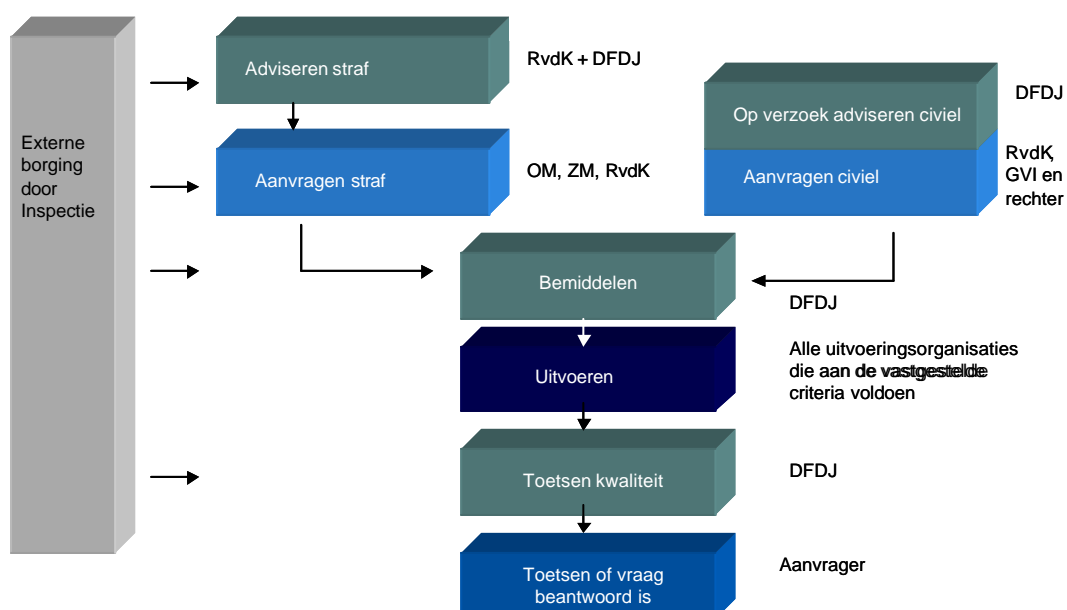 Externe
borging
door
Inspectie
Adviseren straf
RvdK + DFDJ
Aanvragen straf
OM, ZM, RvdK
Op verzoek adviseren civiel
DFDJ
Aanvragen civiel
RvdK,
GVI en
rechter
Bemiddelen
DFDJ
Uitvoeren
Alle uitvoeringsorganisaties
die aan de vastgestelde
criteria voldoen
Toetsen kwaliteit
DFDJ
Toetsen of vraag
beantwoord is
Aanvrager